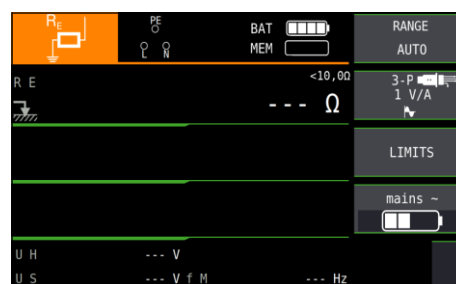 RE
PE
L N
BAT
MEM
RANGE
AUTO
R E
<10,0Ω
--- Ω
3-P
1 V/A
LIMITS
mains ~
U H --- V
U S --- V f M --- Hz